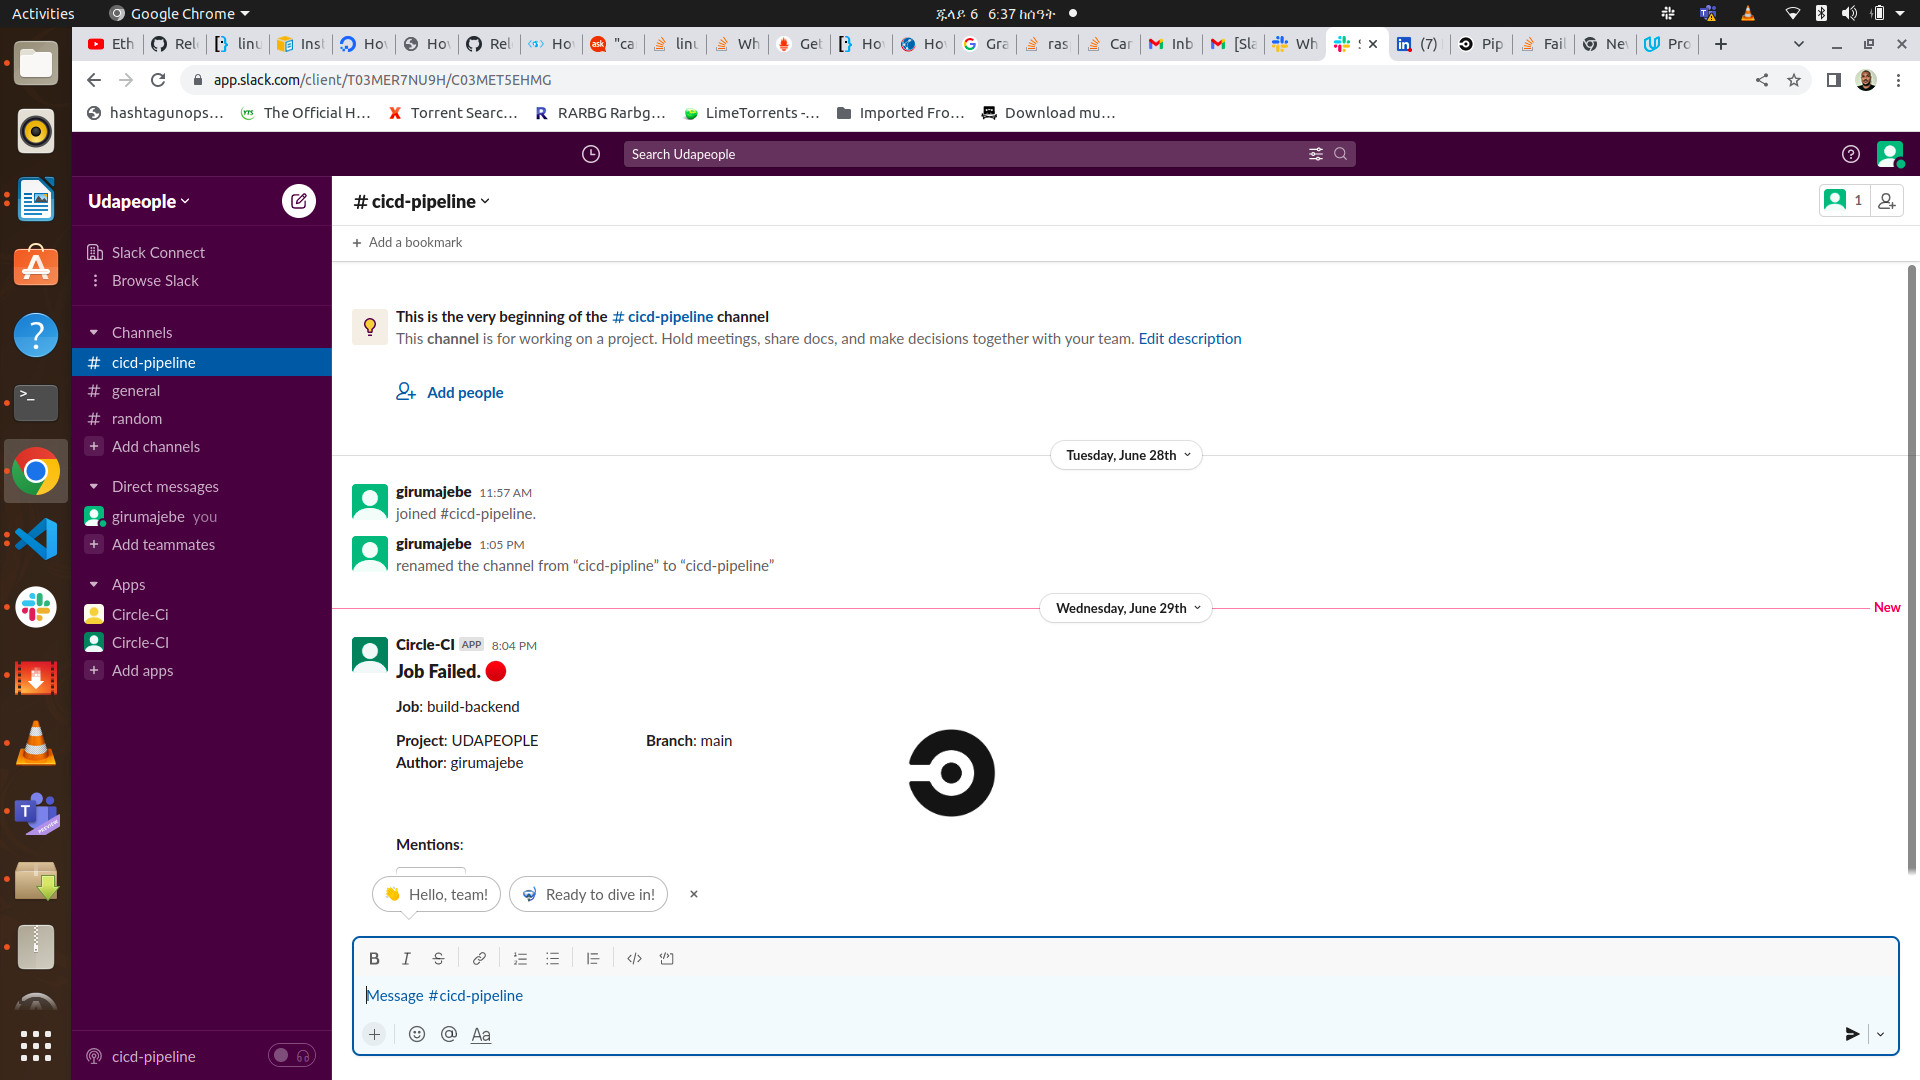 Activities
Google Chrome
ጁላይ 6 6:37 ከሰዓት
Eth
Rel
linu
Inst
Hov
Hov
Rel
Hov
"ca
linu
Wh
Get
Hov
Hov
Gra
rasp
Car
Inb
[Sla
Wh
S
(7)
Pip
Fail
Nev
Pro
app.slack.com/client/T03MER7NU9H/C03MET5EHMG
hashtagunops…
The Official H…
Torrent Searc…
RARBG Rarbg…
LimeTorrents -…
Imported Fro…
Download mu…
Search Udapeople
Udapeople
Slack Connect
Browse Slack
Channels
# cicd-pipeline
# general
# random
+ Add channels
Direct messages
girumajebe you
+ Add teammates
Apps
Circle-Ci
Circle-CI
+ Add apps
cicd-pipeline
# cicd-pipeline
1
+ Add a bookmark
This is the very beginning of the # cicd-pipeline channel
This channel is for working on a project. Hold meetings, share docs, and make decisions together with your team. Edit description
Add people
Tuesday, June 28th
girumajebe 11:57 AM
joined #cicd-pipeline.
girumajebe 1:05 PM
renamed the channel from “cicd-pipline” to “cicd-pipeline”
Wednesday, June 29th
New
Circle-CI APP 8:04 PM
Job Failed.
Job: build-backend
Project: UDAPEOPLE
Branch: main
Author: girumajebe
Mentions:
Hello, team!
Ready to dive in!
Message #cicd-pipeline
Aa